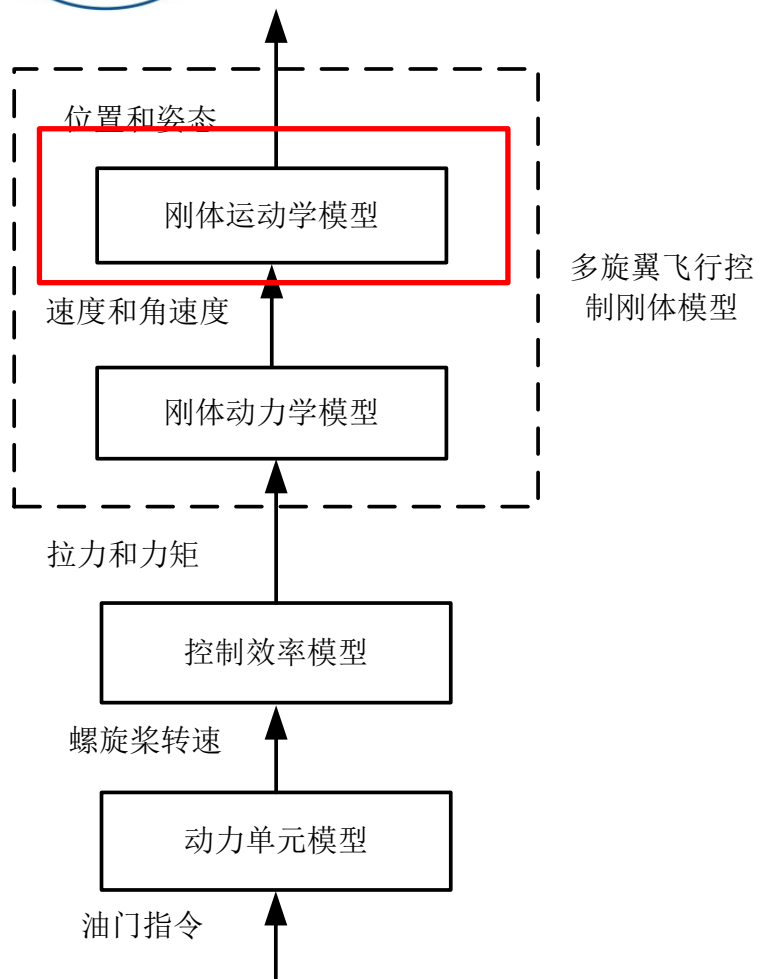 位置和姿态
刚体运动学模型
多旋翼飞行控
制刚体模型
速度和角速度
刚体动力学模型
拉力和力矩
控制效率模型
螺旋桨转速
动力单元模型
油门指令